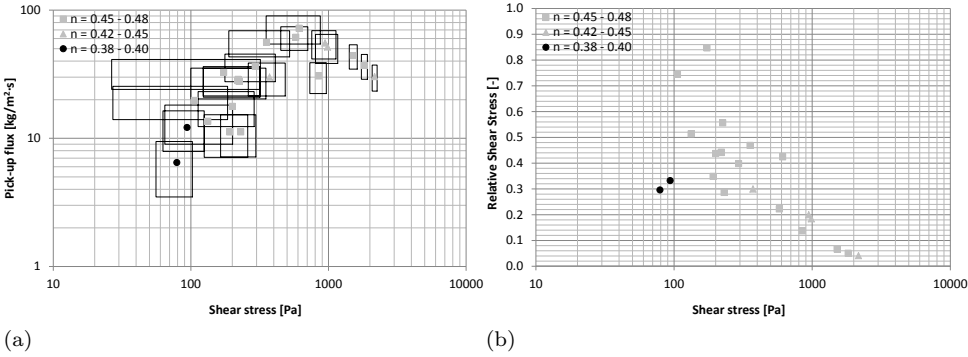 100
10
1
Pick-up flux [kg/m²-s]
n = 0.45 - 0.48
n = 0.42 - 0.45
n = 0.38 - 0.40
10 100 1000 10000
Shear stress [Pa]
(a)
1.0
0.9
0.8
0.7
0.6
0.5
0.4
0.3
0.2
0.1
0.0
Relative Shear Stress [-]
n = 0.45 - 0.48
n = 0.42 - 0.45
n = 0.38 - 0.40
10 100 1000 10000
Shear stress [Pa]
(b)